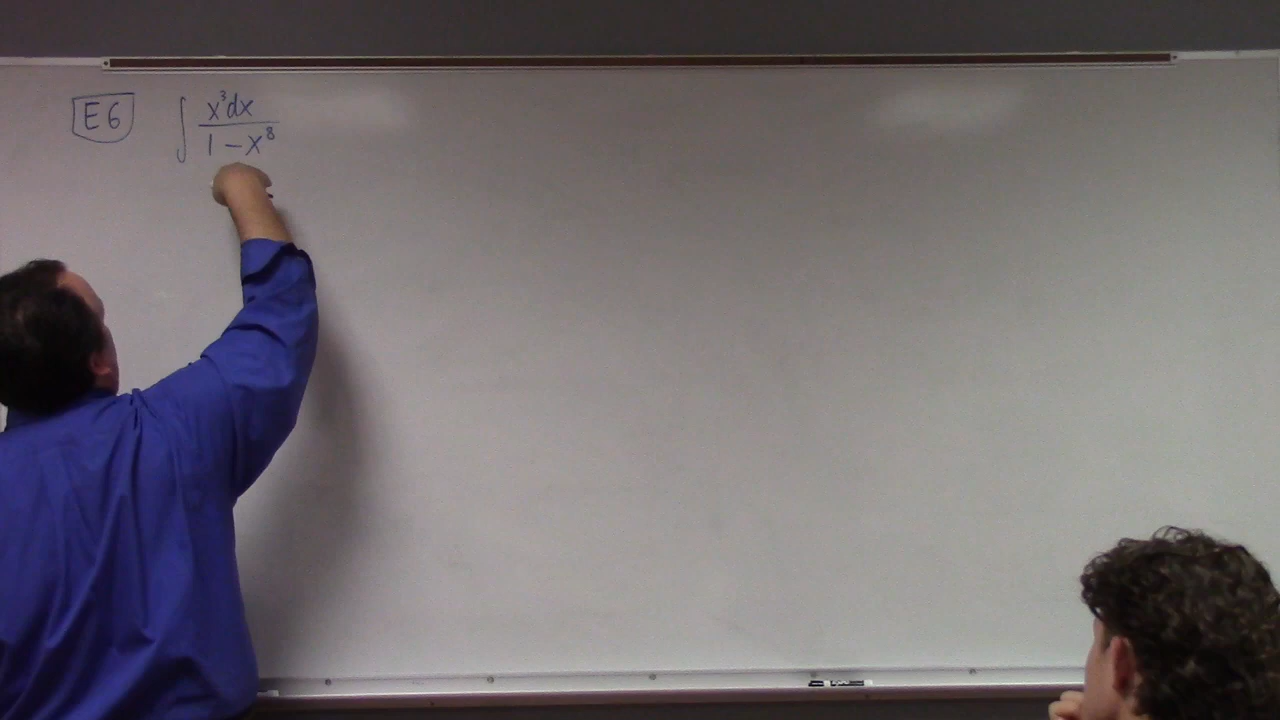 E6 ∫ x³dx / 1 − x⁸